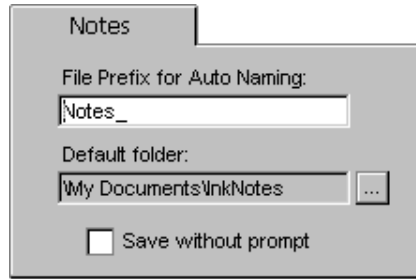 Notes
File Prefix for Auto Naming:
Notes_
Default folder:
\My Documents\InkNotes
...
Save without prompt